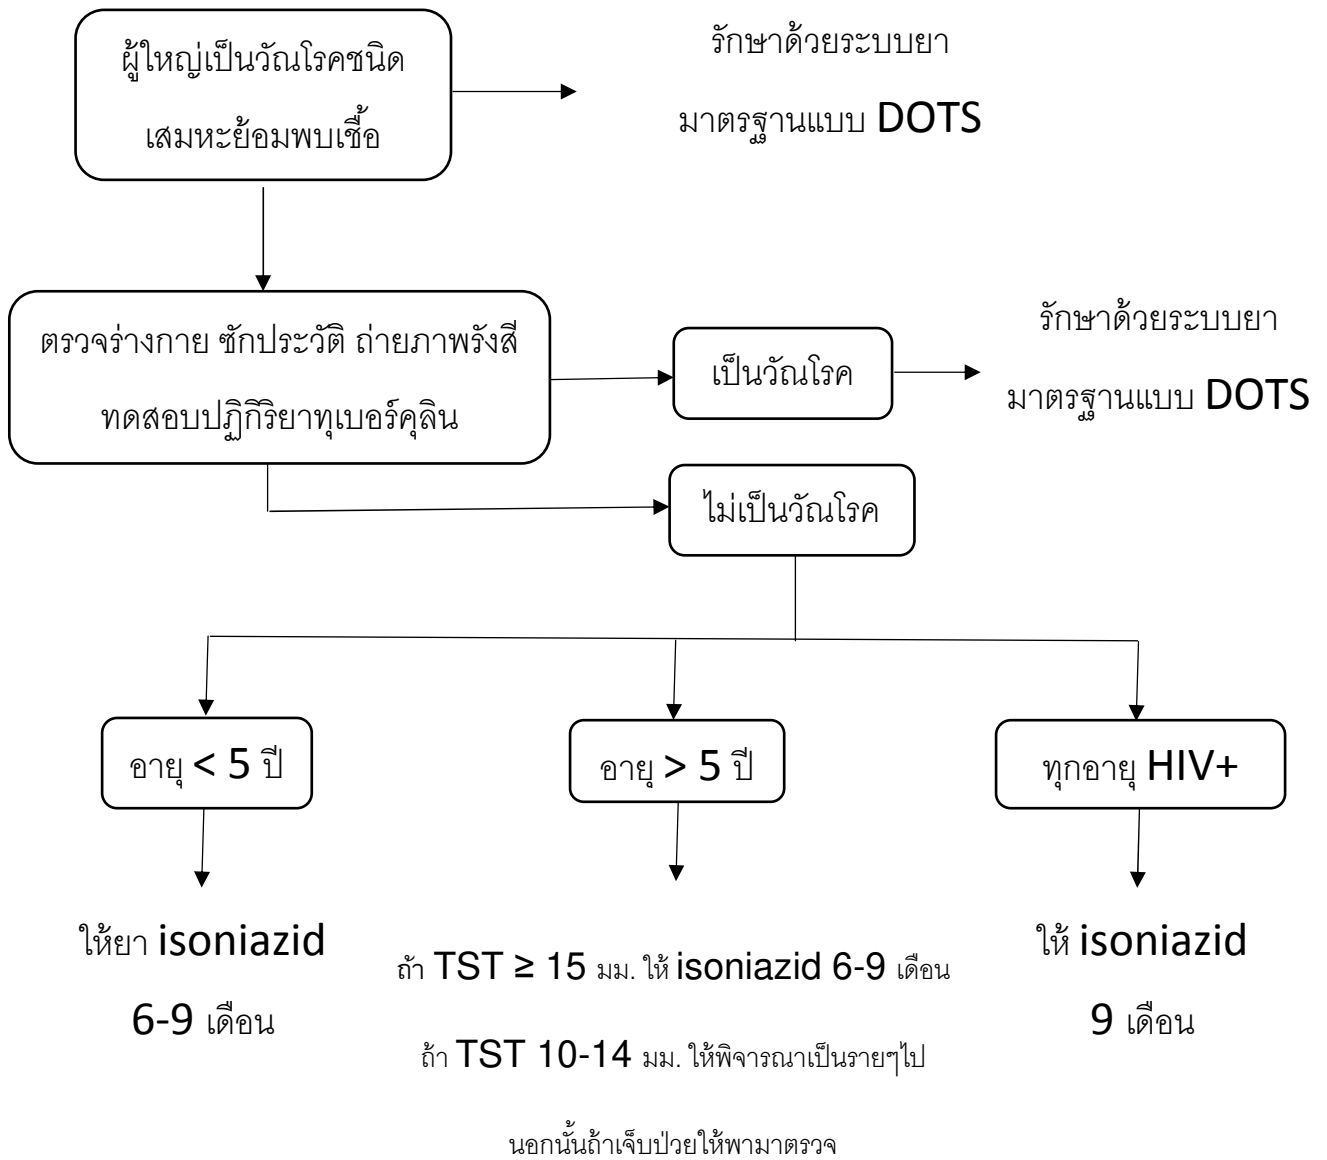 ผู้ใหญ่เป็นวัณโรคชนิด
เสมหะย้อมพบเชื้อ
รักษาด้วยระบบยา
มาตรฐานแบบ DOTS
ตรวจร่างกาย ซักประวัติ ถ่ายภาพรังสี
ทดสอบปฏิกิริยาทุเบอร์คุลิน
เป็นวัณโรค
รักษาด้วยระบบยา
มาตรฐานแบบ DOTS
ไม่เป็นวัณโรค
อายุ < 5 ปี
อายุ > 5 ปี
ทุกอายุ HIV+
ให้ยา isoniazid
6-9 เดือน
ถ้า TST ≥ 15 มม. ให้ isoniazid 6-9 เดือน
ถ้า TST 10-14 มม. ให้พิจารณาเป็นรายๆไป
นอกนั้นถ้าเจ็บป่วยให้พามาตรวจ
ให้ isoniazid
9 เดือน